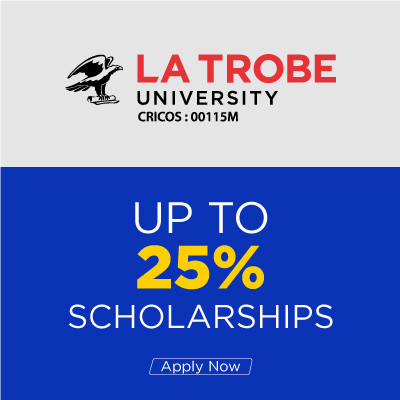 LA TROBE
UNIVERSITY
CRICOS : 00115M
UP TO
25%
SCHOLARSHIPS
Apply Now